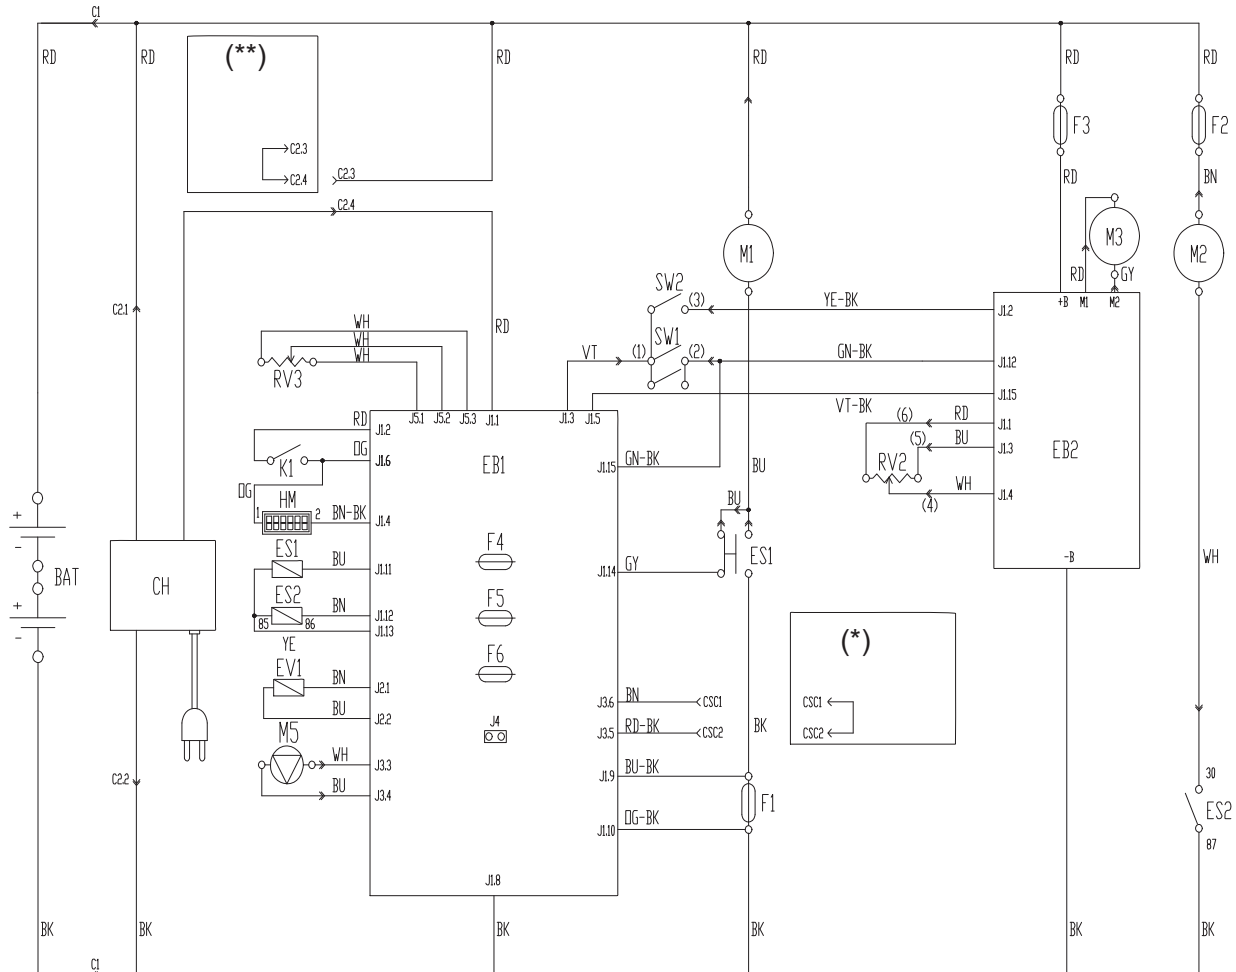 C1
RD RD (**) RD RD RD RD
F3 F2
C2.3
C2.4 C2.3
RD BN
C2.4
M1 M3 M2
RD GY
SW2
(3) YE-BK +B M1 M2
C2.1 J1.2
WH RD
WH SW1
WH VT (1) (2) GN-BK J1.12
RV3
VT-BK J1.15
RD J5.1 J5.2 J5.3 J1.1 J1.3 J1.5 (6) RD J1.1
J1.2
OG (5) BU J1.3
K1 J1.6 EB1 GN-BK J1.15 BU RV2 EB2
OG HM WH J1.4
1 2 BN-BK J1.4 BU (4)
+ ES1 F4
- BU J1.11 GY J1.14 ES1 -B WH
BAT CH ES2 F5
+ BN J1.12
85 86 J1.13
- YE F6 (*)
EV1 BN J2.1
BU J2.2 BN J3.6 CSC1 CSC1
M5 J4 RD-BK J3.5 CSC2 BK CSC2
WH J3.3
C2.2 BU J3.4 BU-BK J1.9 30
F1 ES2
OG-BK J1.10
87
J1.8
BK BK BK BK BK BK
C1